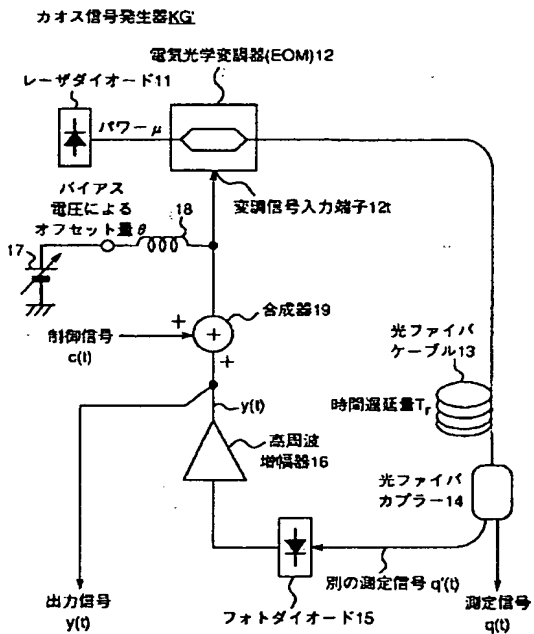 カオス信号発生器KG'
電気光学変調器(EOM)12
レーザダイオード11
パワーμ
バイアス
電圧による
オフセット量θ
18
変調信号入力端子12t
17
合成器19
+
+
+
制御信号
c(t)
光ファイバ
ケーブル13
時間遅延量Tr
y(t)
高周波
増幅器16
光ファイバ
カプラー14
別の測定信号 q'(t)
出力信号
y(t)
フォトダイオード15
測定信号
q(t)